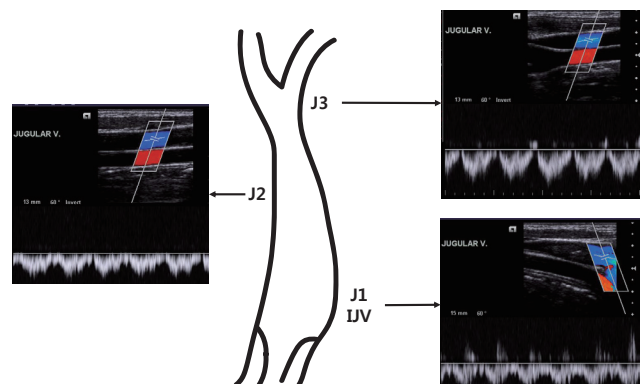 JUGULAR V.
13 mm 60° Invert
J3
JUGULAR V.
13 mm 60° Invert
J2
JUGULAR V.
15 mm 60°
J1
IJV